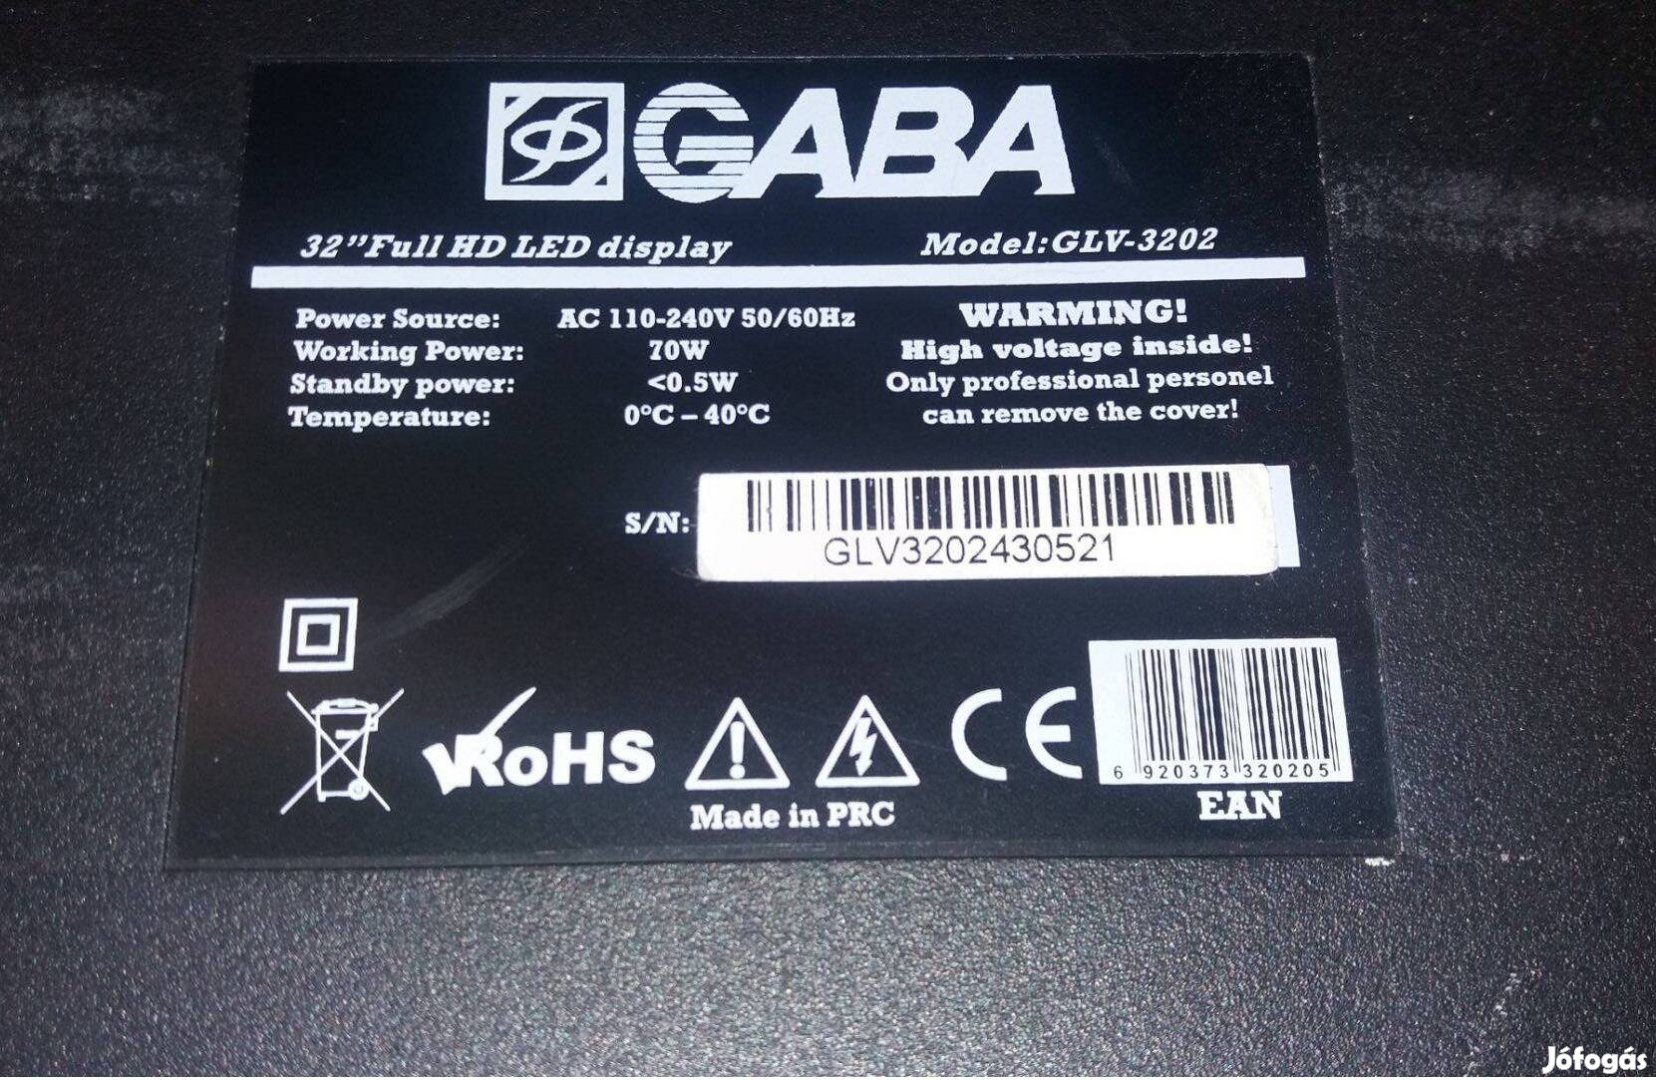 GABA
32”Full HD LED display
Model:GLV-3202
Power Source: AC 110-240V 50/60Hz
Working Power: 70W
Standby power: <0.5W
Temperature: 0°C – 40°C
WARMING!
High voltage inside!
Only professional personel
can remove the cover!
S/N:
GLV3202430521
RoHS
CE
Made in PRC
6 920373 320205
EAN
Jófogás